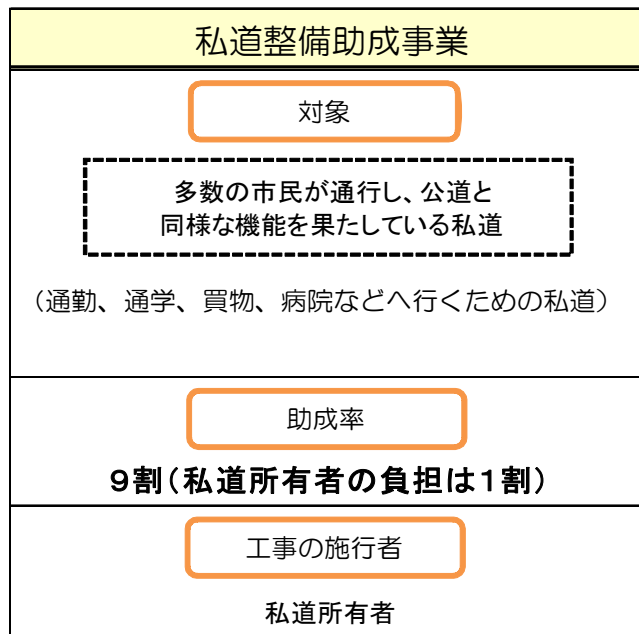 私道整備助成事業
対象
多数の市民が通行し、公道と
同様な機能を果たしている私道
（通勤、通学、買物、病院などへ行くための私道）
助成率
９割（私道所有者の負担は１割）
工事の施行者
私道所有者